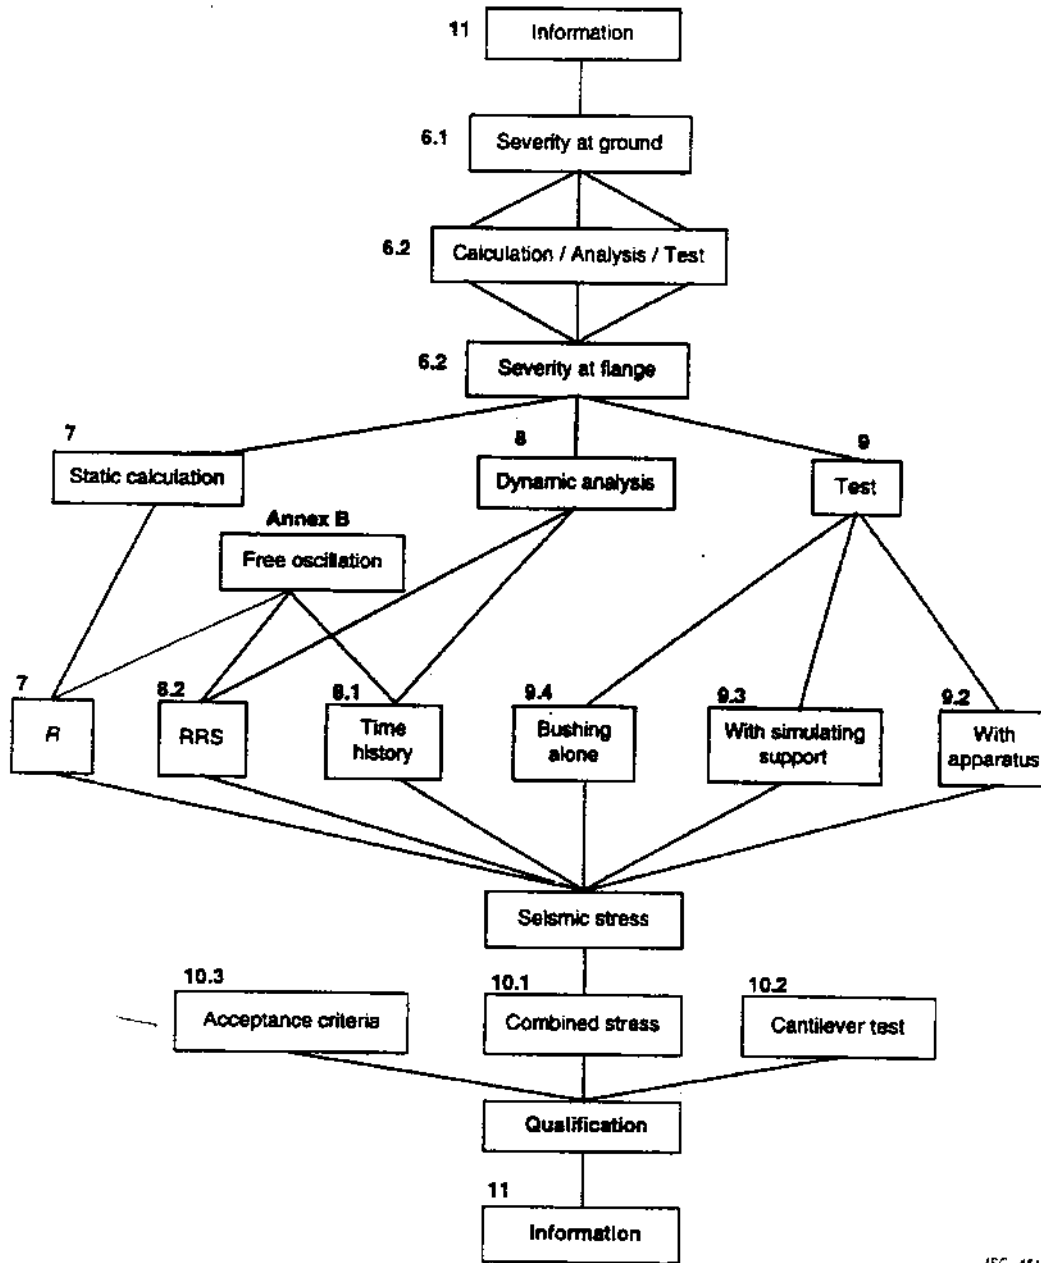 11
Information
6.1
Severity at ground
6.2
Calculation / Analysis / Test
6.2
Severity at flange
7
Static calculation
8
Dynamic analysis
9
Test
Annex B
Free oscillation
7
R
8.2
RRS
8.1
Time
history
9.4
Bushing
alone
9.3
With simulating
support
9.2
With
apparatus
Seismic stress
10.3
Acceptance criteria
10.1
Combined stress
10.2
Cantilever test
Qualification
11
Information